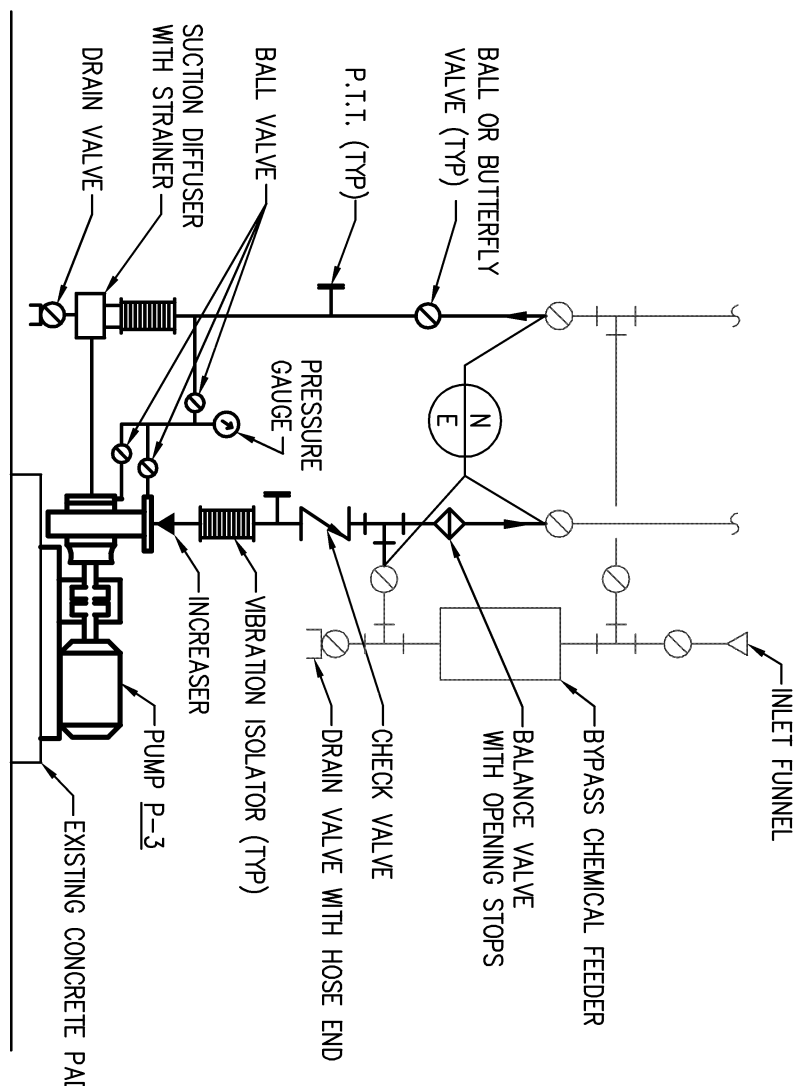 INLET FUNNEL
BYPASS CHEMICAL FEEDER
BALANCE VALVE
WITH OPENING STOPS
BALL OR BUTTERFLY
VALVE (TYP)
N
E
CHECK VALVE
P.T.T. (TYP)
DRAIN VALVE WITH HOSE END
PRESSURE
GAUGE
BALL VALVE
VIBRATION ISOLATOR (TYP)
INCREASER
SUCTION DIFFUSER
WITH STRAINER
PUMP P-3
DRAIN VALVE
EXISTING CONCRETE PAD